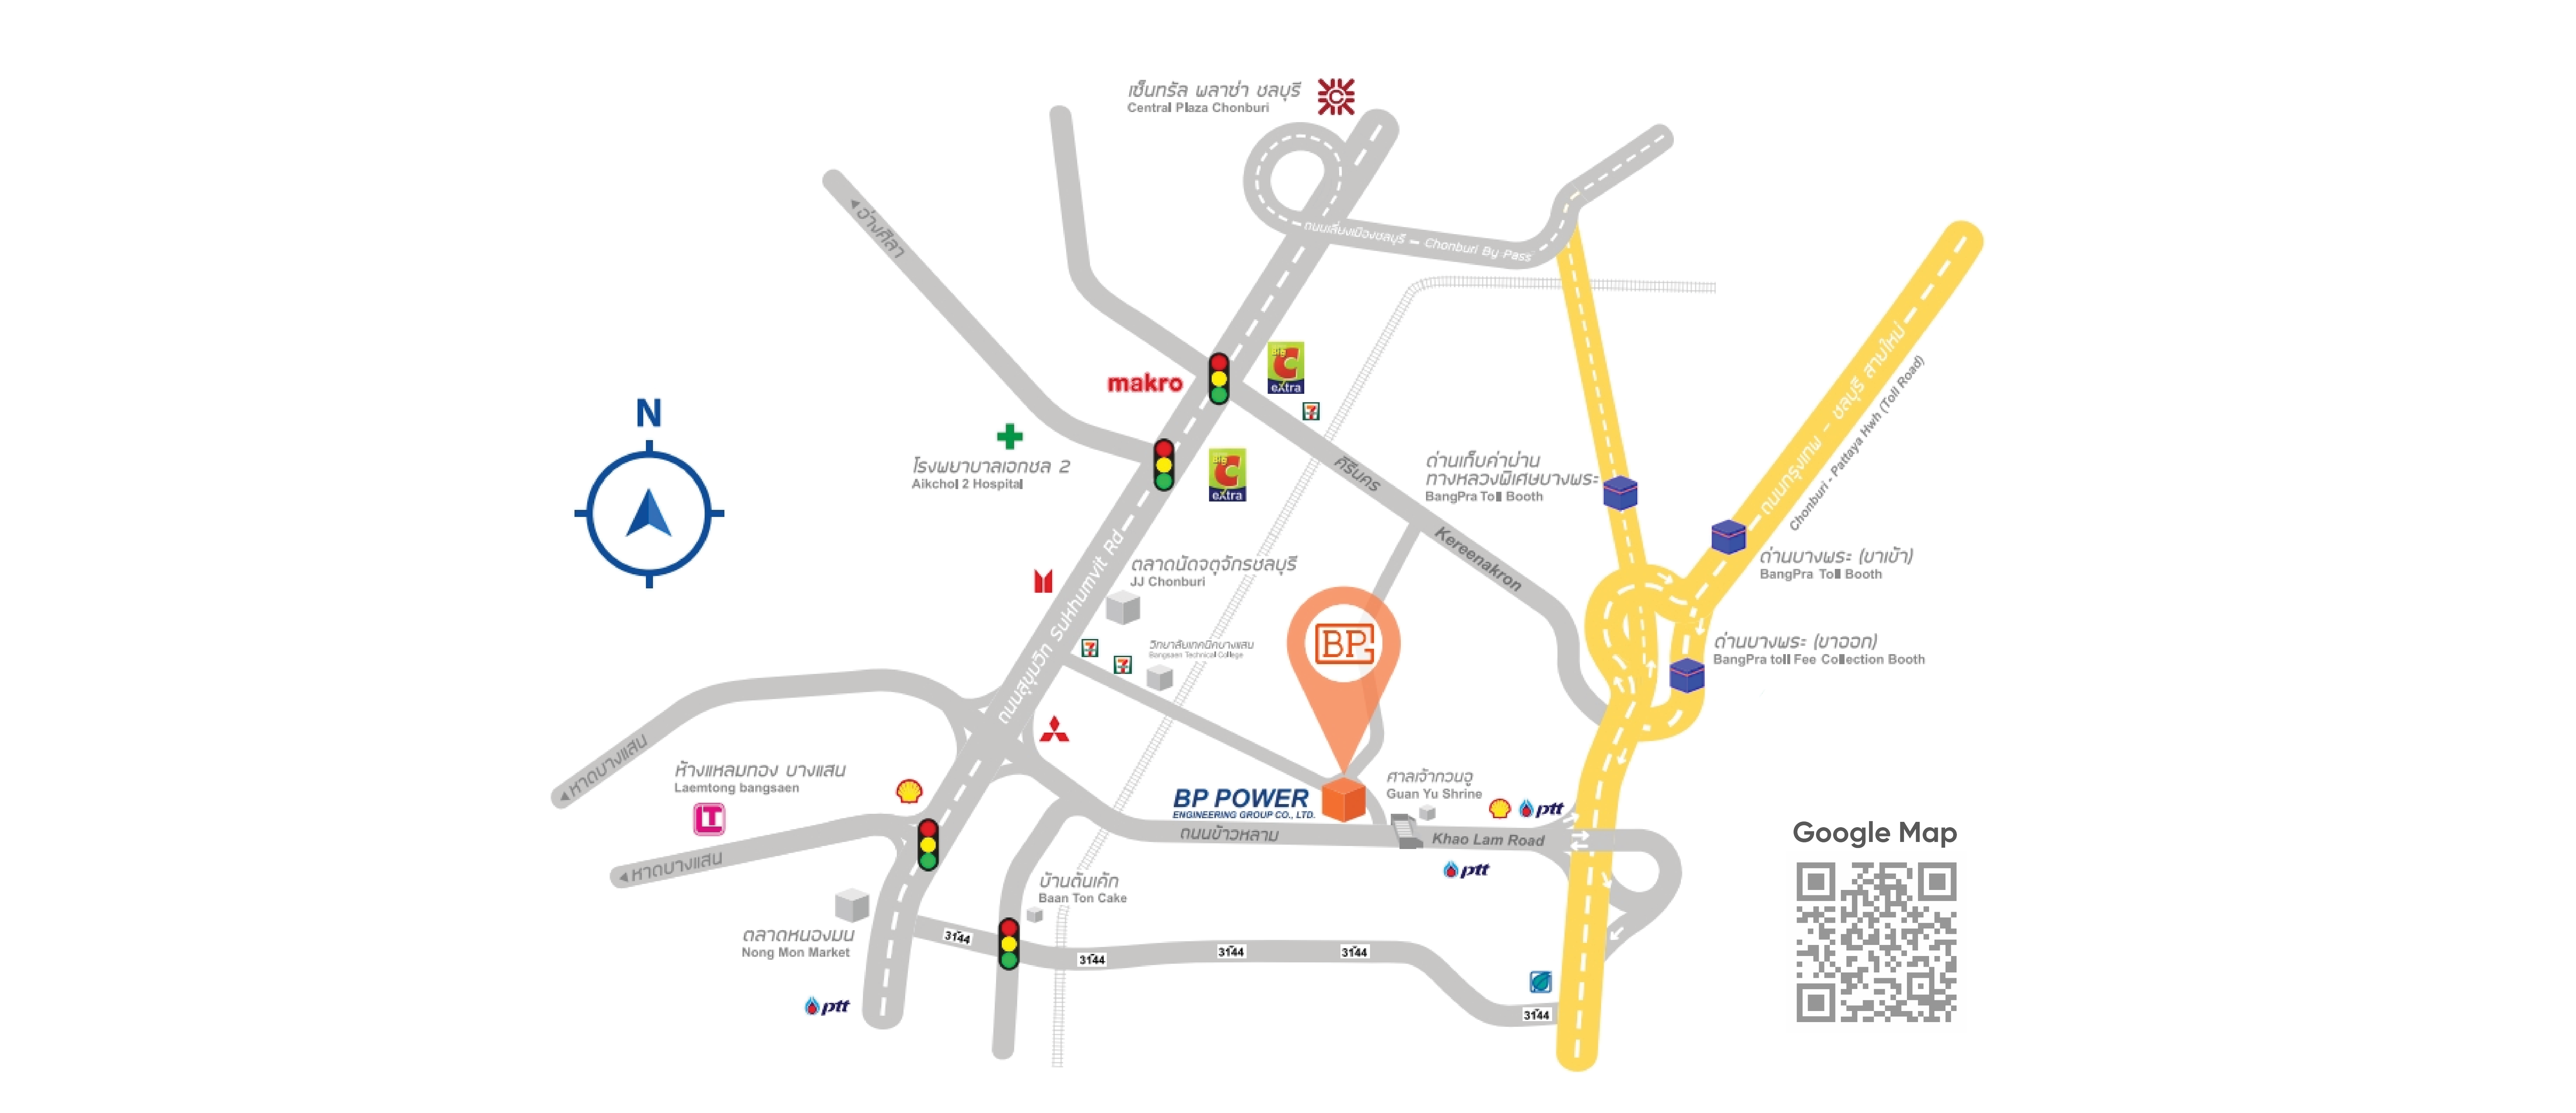 เซ็นทรัล พลาซ่า ชลบุรี
Central Plaza Chonburi
◀ อ่างศิลา
ถนนเลี่ยงเมืองชลบุรี – Chonburi By Pass
makro
Big C extra
7
N
โรงพยาบาลเอกชล 2
Aikchol 2 Hospital
Big C extra
คิรีนคร
Kereenakron
ด่านเก็บค่าผ่าน
ทางหลวงพิเศษบางพระ
BangPra Toll Booth
ถนนกรุงเทพ – ชลบุรี สายใหม่
Chonburi - Pattaya Hwh (Toll Road)
ด่านบางพระ (ขาเข้า)
BangPra Toll Booth
ตลาดนัดจตุจักรชลบุรี
JJ Chonburi
ถนนสุขุมวิท Sukhumvit Rd
7
7
วิทยาลัยเทคนิคบางแสน
Bangsaen Technical College
BPG
ด่านบางพระ (ขาออก)
BangPra toll Fee Collection Booth
◀ หาดบางแสน
ห้างแหลมทอง บางแสน
Laemtong bangsaen
LT
BP POWER
ENGINEERING GROUP CO., LTD.
ศาลเจ้ากวนอู
Guan Yu Shrine
ptt
ถนนข้าวหลาม
Khao Lam Road
ptt
◀ หาดบางแสน
บ้านต้นเค้ก
Baan Ton Cake
ตลาดหนองมน
Nong Mon Market
3144
3144
3144
3144
3144
ptt
Google Map